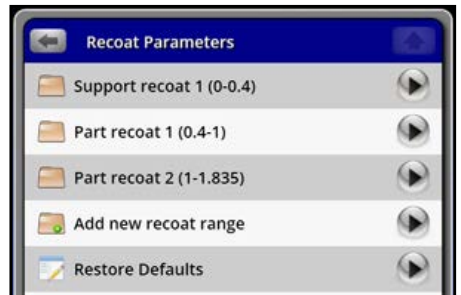 Recoat Parameters
Support recoat 1 (0-0.4)
Part recoat 1 (0.4-1)
Part recoat 2 (1-1.835)
Add new recoat range
Restore Defaults